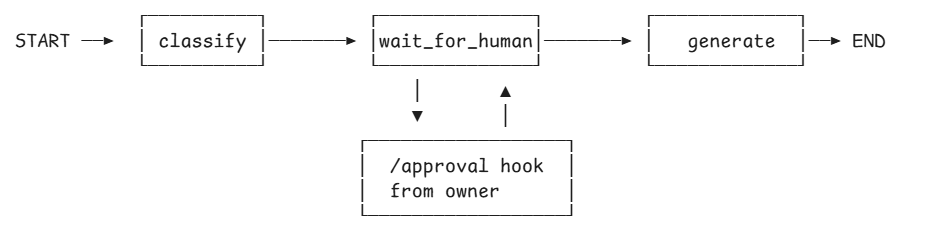 START classify wait_for_human generate END
/approval hook
from owner